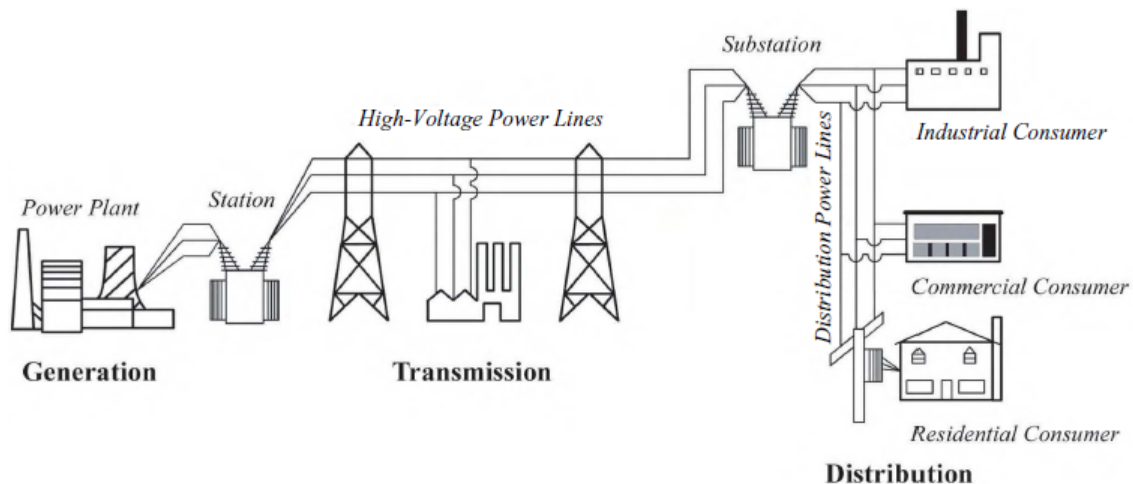 Substation
High-Voltage Power Lines
Industrial Consumer
Station
Power Plant
Distribution Power Lines
Commercial Consumer
Generation
Transmission
Residential Consumer
Distribution